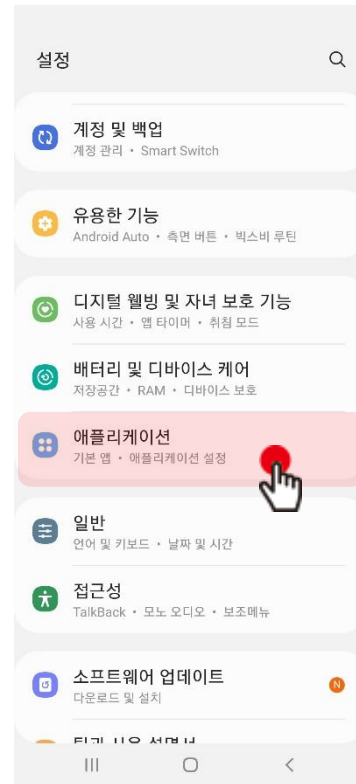 설정
계정 및 백업
계정 관리 • Smart Switch
유용한 기능
Android Auto • 측면 버튼 • 빅스비 루틴
디지털 웰빙 및 자녀 보호 기능
사용 시간 • 앱 타이머 • 취침 모드
배터리 및 디바이스 케어
저장공간 • RAM • 디바이스 보호
애플리케이션
기본 앱 • 애플리케이션 설정
일반
언어 및 키보드 • 날짜 및 시간
접근성
TalkBack • 모노 오디오 • 보조메뉴
소프트웨어 업데이트
N
다운로드 및 설치